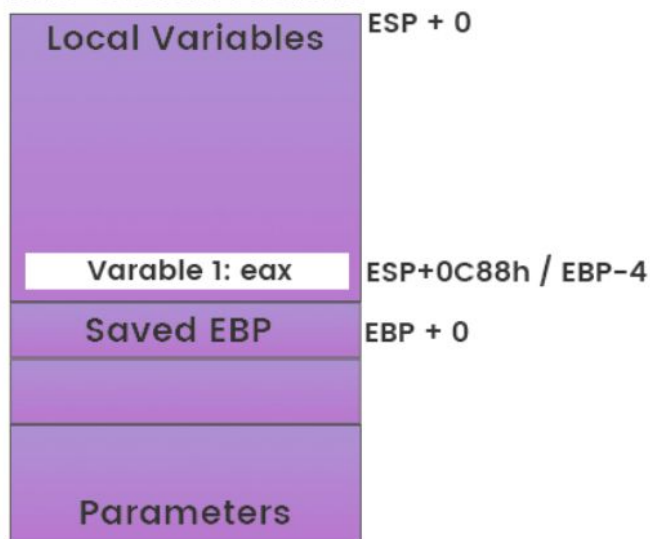 Local Variables ESP + 0
Varable 1: eax ESP+0C88h / EBP-4
Saved EBP EBP + 0
Parameters